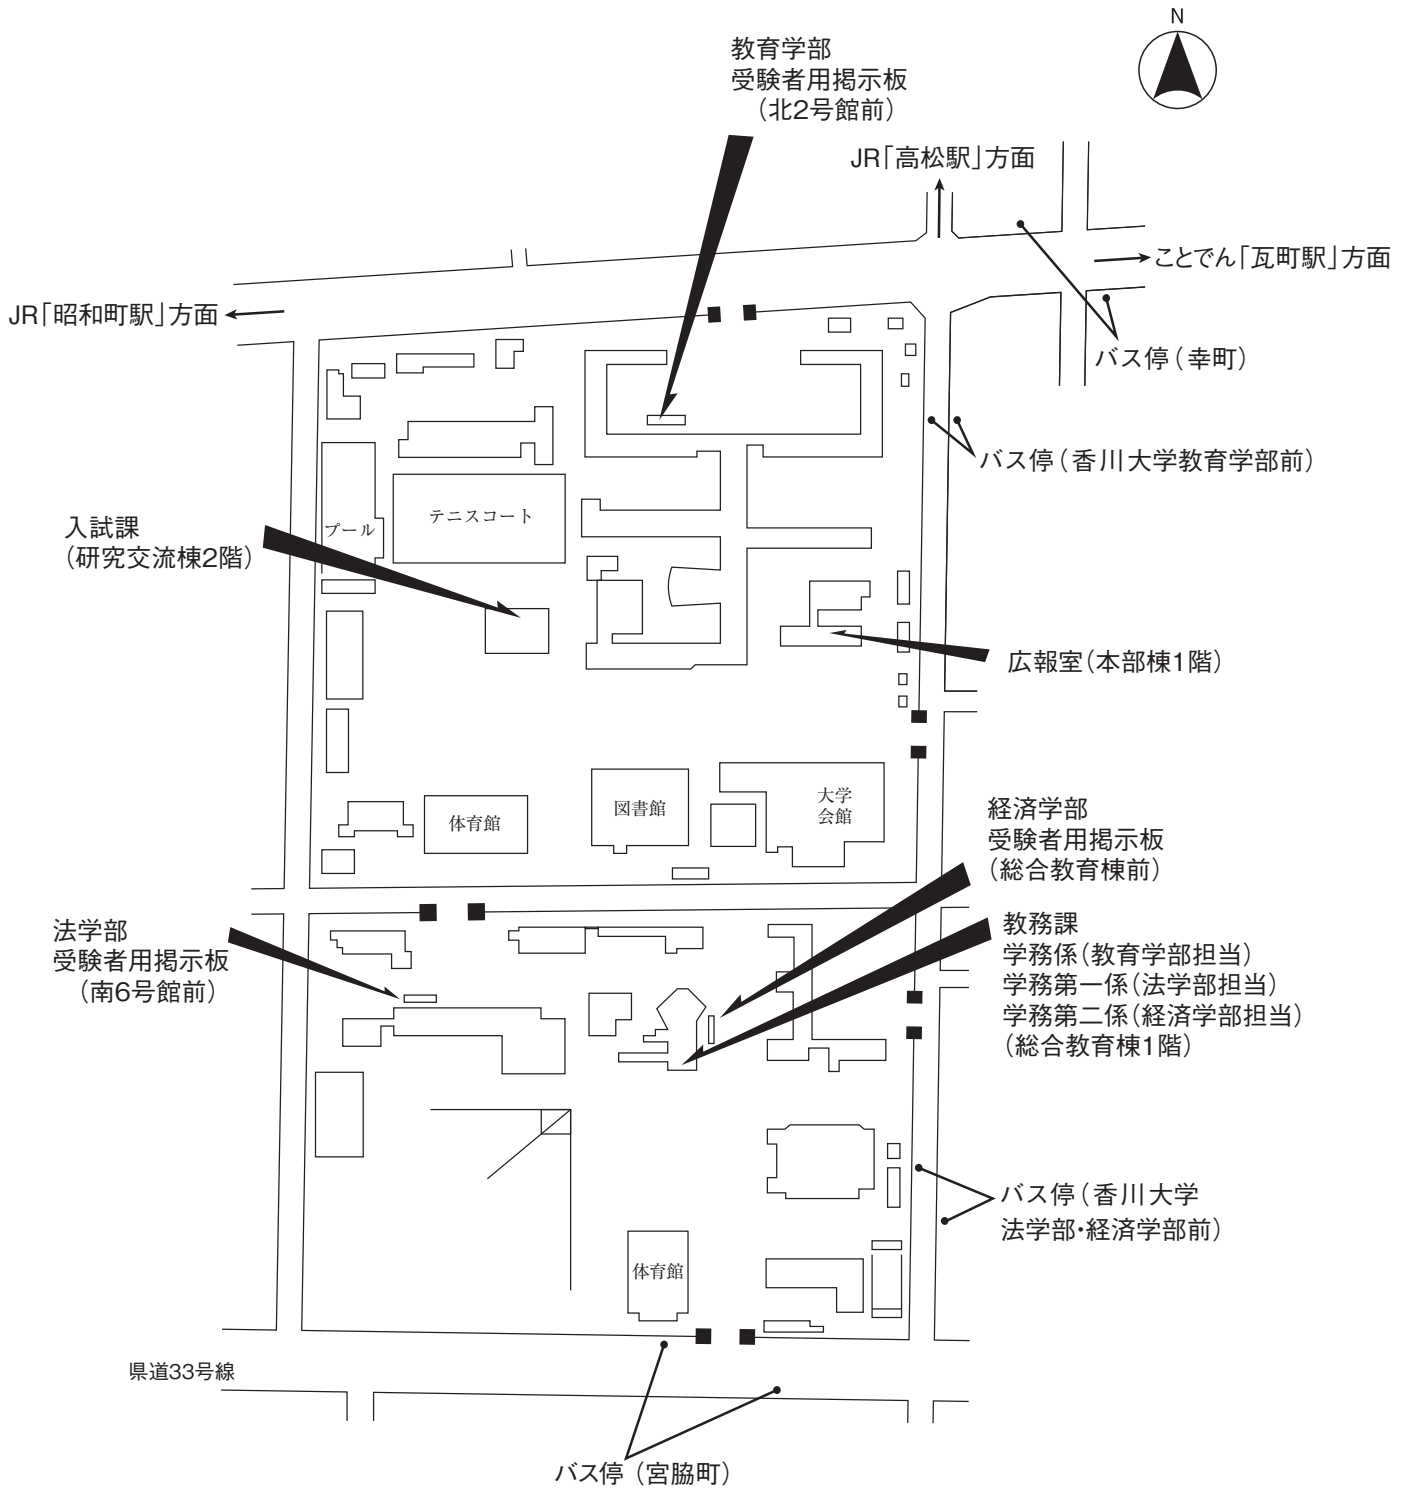 N
教育学部
受験者用掲示板
(北2号館前)
JR「高松駅」方面
ことでん「瓦町駅」方面
JR「昭和町駅」方面
バス停(幸町)
バス停(香川大学教育学部前)
入試課
(研究交流棟2階)
プール
テニスコート
広報室(本部棟1階)
体育館
図書館
大学
会館
経済学部
受験者用掲示板
(総合教育棟前)
法学部
受験者用掲示板
(南6号館前)
教務課
学務係(教育学部担当)
学務第一係(法学部担当)
学務第二係(経済学部担当)
(総合教育棟1階)
バス停(香川大学
法学部・経済学部前)
体育館
県道33号線
バス停(宮脇町)